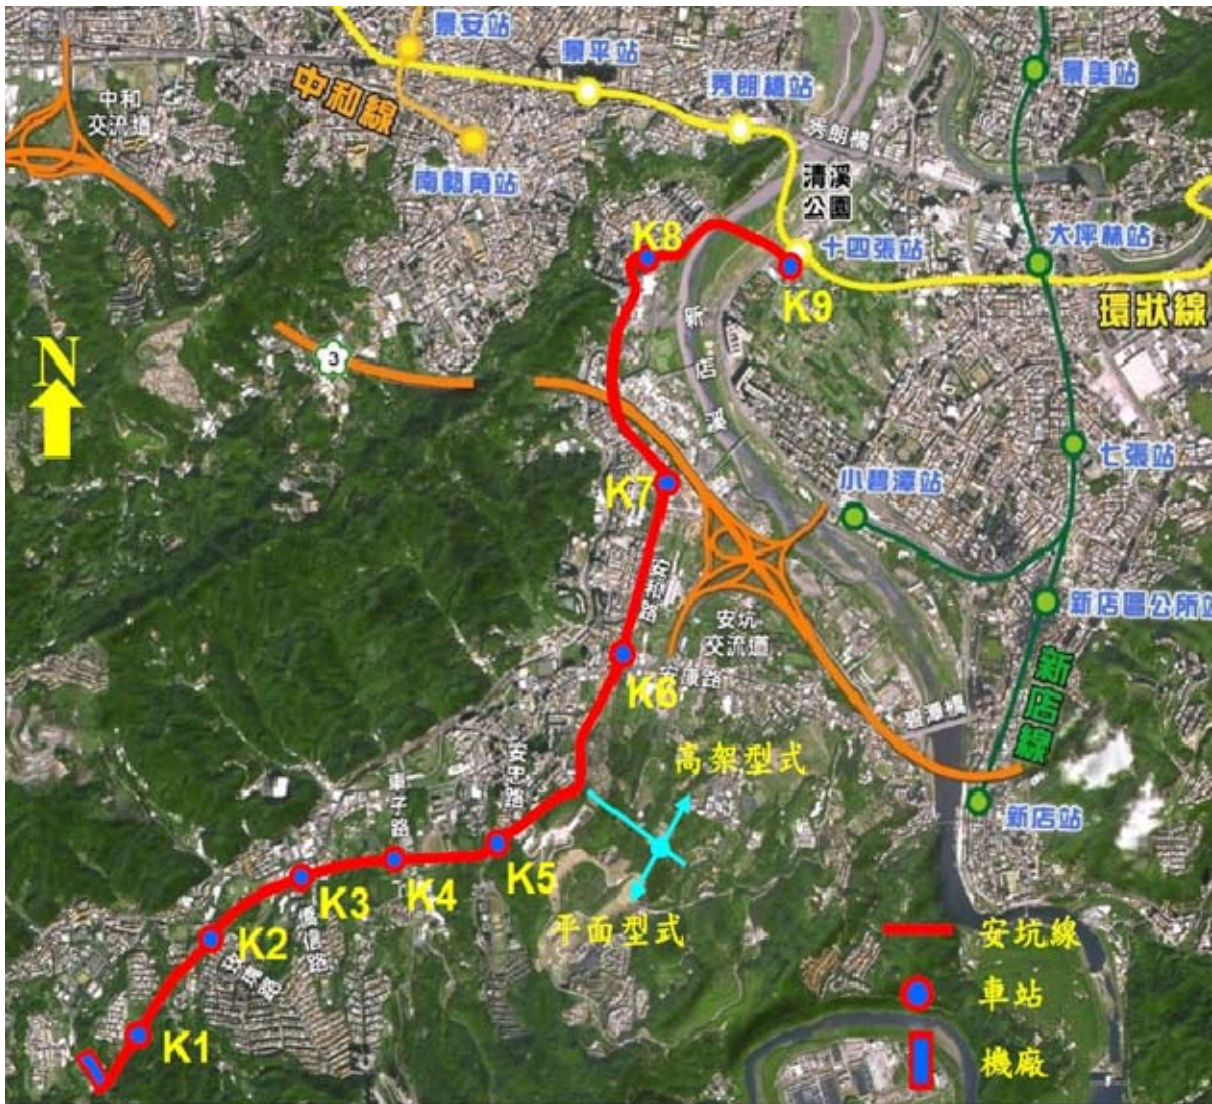 景安站
景平站
秀朗橋站
景美站
中和
交流道
中和線
南勢角站
秀朗橋
清溪
公園
十四張站
大坪林站
環狀線
K8
K9
N
3
新
店
溪
K7
小碧潭站
七張站
安和路
安坑
交流道
新店區公所站
K6
安康路
碧潭橋
新店線
高架型式
安中路
車子路
新店站
K5
K4
K3
平面型式
K2
K1
安坑線
車站
機廠